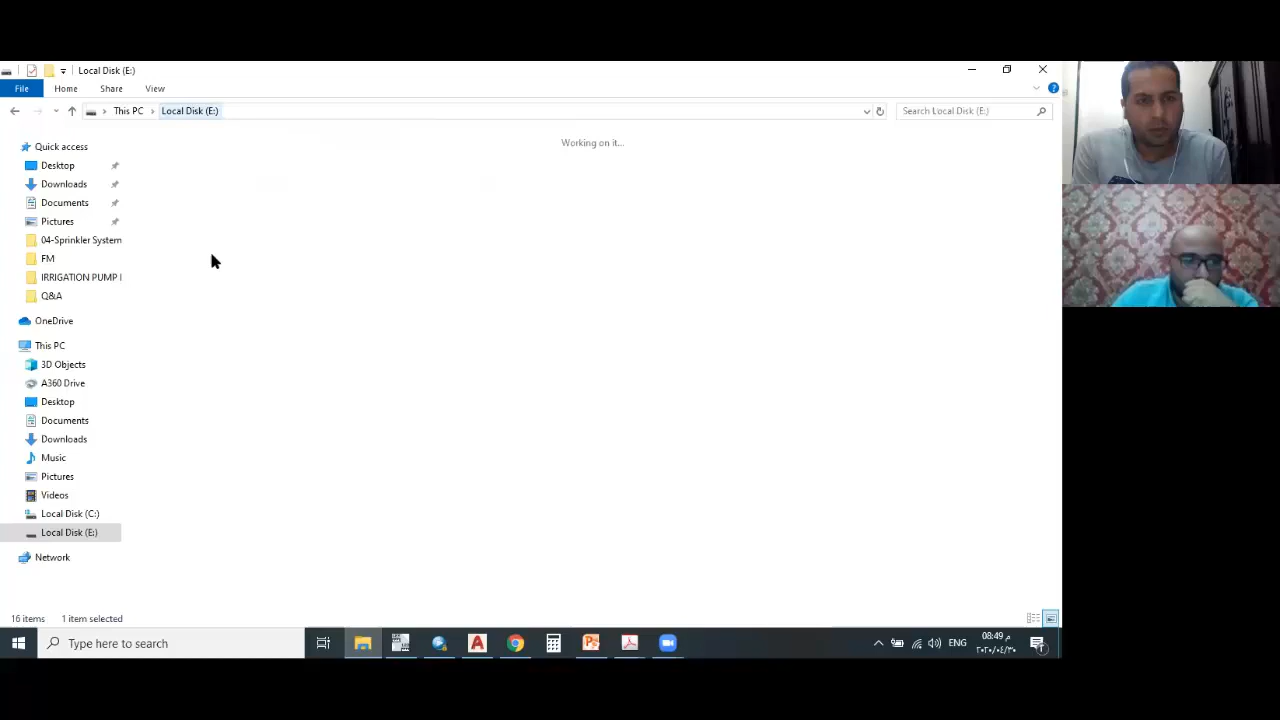 Local Disk (E:)
File
Home
Share
View
This PC
Local Disk (E:)
Search Local Disk (E:)
Working on it...
Quick access
Desktop
Downloads
Documents
Pictures
04-Sprinkler System
FM
IRRIGATION PUMP
Q&A
OneDrive
This PC
3D Objects
A360 Drive
Desktop
Documents
Downloads
Music
Pictures
Videos
Local Disk (C:)
Local Disk (E:)
Network
16 items
1 item selected
Type here to search
ENG
08:49 م
٢٠٢٠/٠٤/٣٠